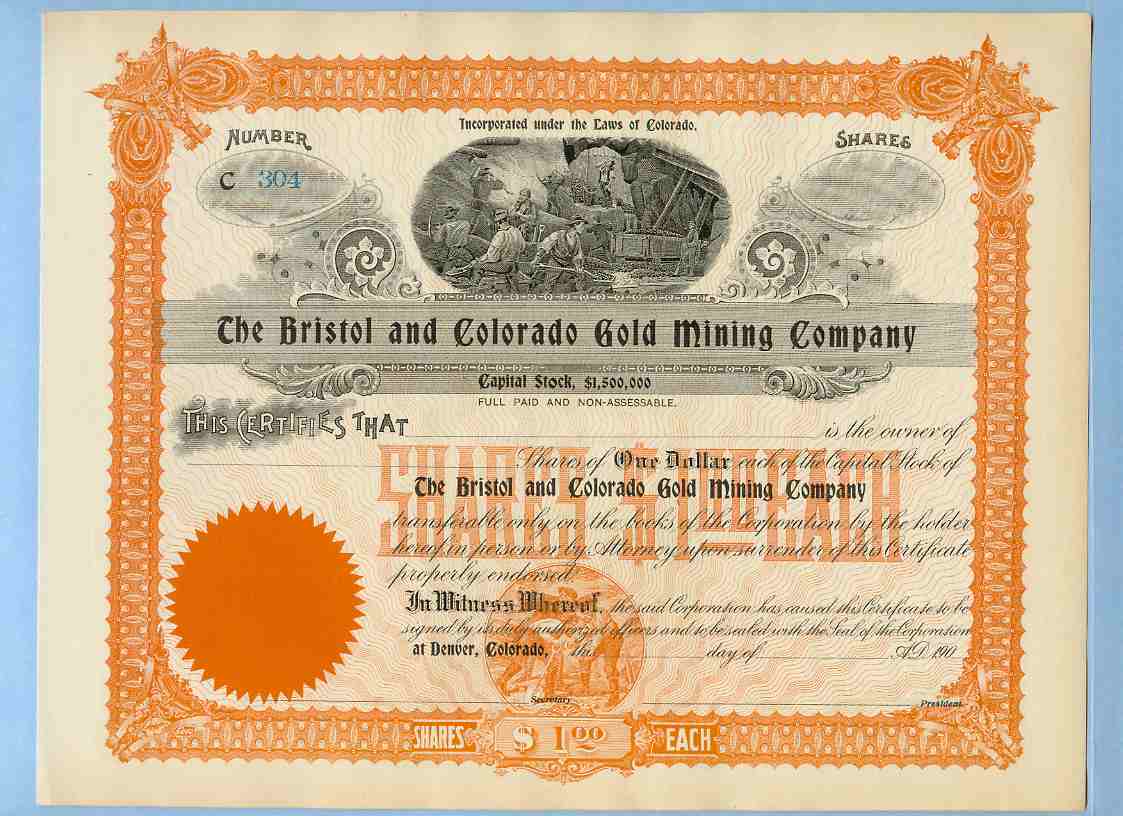 Incorporated under the Laws of Colorado.
NUMBER
SHARES
C 304
The Bristol and Colorado Gold Mining Company
Capital Stock, $1,500,000
FULL PAID AND NON-ASSESSABLE.
THIS CERTIFIES THAT is the owner of
Shares of One Dollar each of the Capital Stock of
SHARES $1.00 EACH
The Bristol and Colorado Gold Mining Company
transferable only on the books of the Corporation by the holder
hereof in person or by Attorney upon surrender of this Certificate
properly endorsed.
In Witness Whereof, the said Corporation has caused this Certificate to be
signed by its duly authorized officers and to be sealed with the Seal of the Corporation
at Denver, Colorado, this day of A.D. 190
Secretary President.
SHARES $1.00 EACH